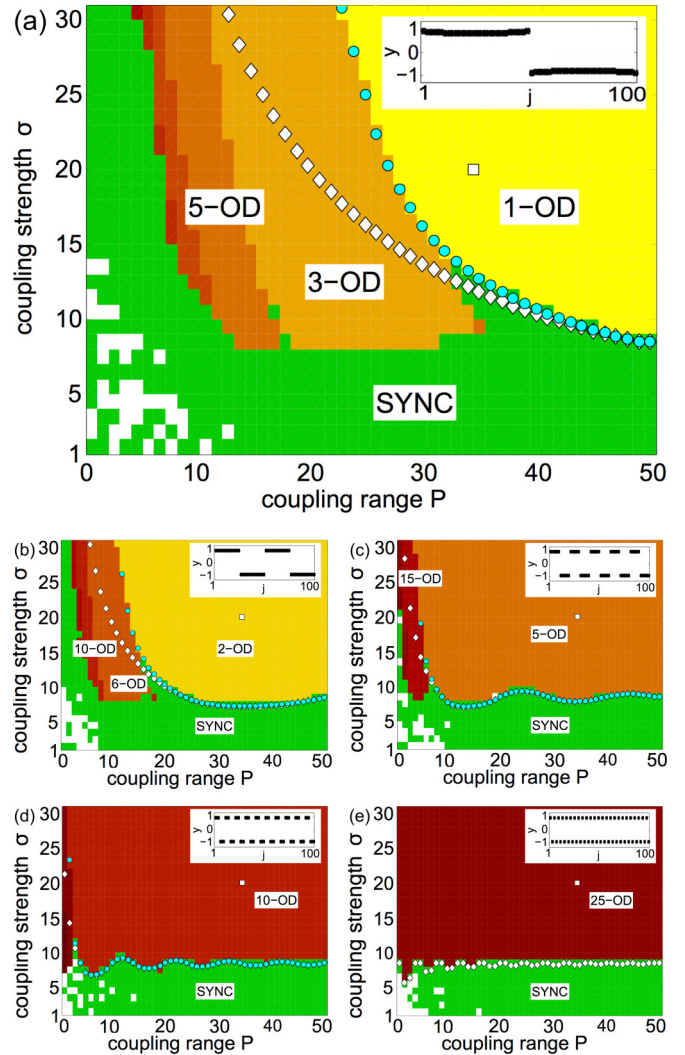 (a)
30
25
20
15
10
5
1
coupling strength σ
1
y
0
−1
1 j 100
5−OD
3−OD
1−OD
SYNC
0 10 20 30 40 50
coupling range P
(b)
30
25
20
15
10
5
1
coupling strength σ
1
y 0
−1
1 j 100
10−OD
6−OD
2−OD
SYNC
0 10 20 30 40 50
coupling range P
(c)
30
25
20
15
10
5
1
coupling strength σ
1
y 0
−1
1 j 100
15−OD
5−OD
SYNC
0 10 20 30 40 50
coupling range P
(d)
30
25
20
15
10
5
1
coupling strength σ
1
y 0
−1
1 j 100
10−OD
SYNC
0 10 20 30 40 50
coupling range P
(e)
30
25
20
15
10
5
1
coupling strength σ
1
y 0
−1
1 j 100
25−OD
SYNC
0 10 20 30 40 50
coupling range P